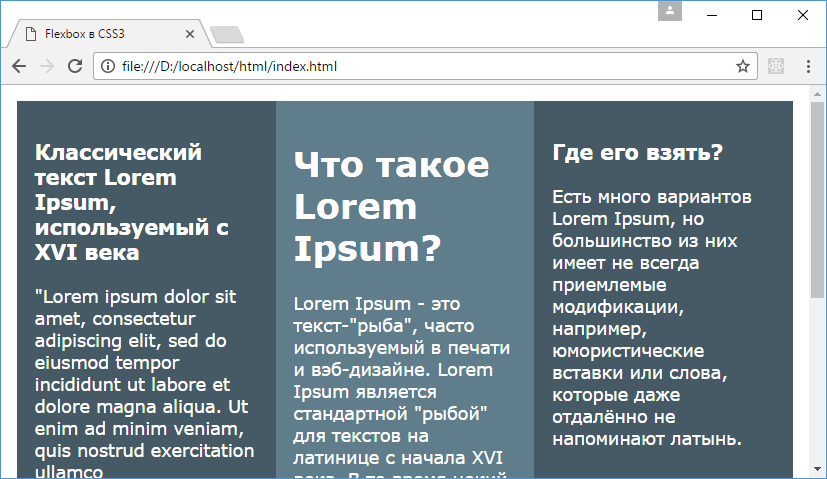 Flexbox в CSS3
file:///D:/localhost/html/index.html
Классический
текст Lorem
Ipsum,
используемый с
XVI века
"Lorem ipsum dolor sit
amet, consectetur
adipiscing elit, sed do
eiusmod tempor
incididunt ut labore et
dolore magna aliqua. Ut
enim ad minim veniam,
quis nostrud exercitation
ullamco
Что такое
Lorem
Ipsum?
Lorem Ipsum - это
текст-"рыба", часто
используемый в печати
и вэб-дизайне. Lorem
Ipsum является
стандартной "рыбой"
для текстов на
латинице с начала XVI
века. В то время некий
Где его взять?
Есть много вариантов
Lorem Ipsum, но
большинство из них
имеет не всегда
приемлемые
модификации,
например,
юмористические
вставки или слова,
которые даже
отдалённо не
напоминают латынь.